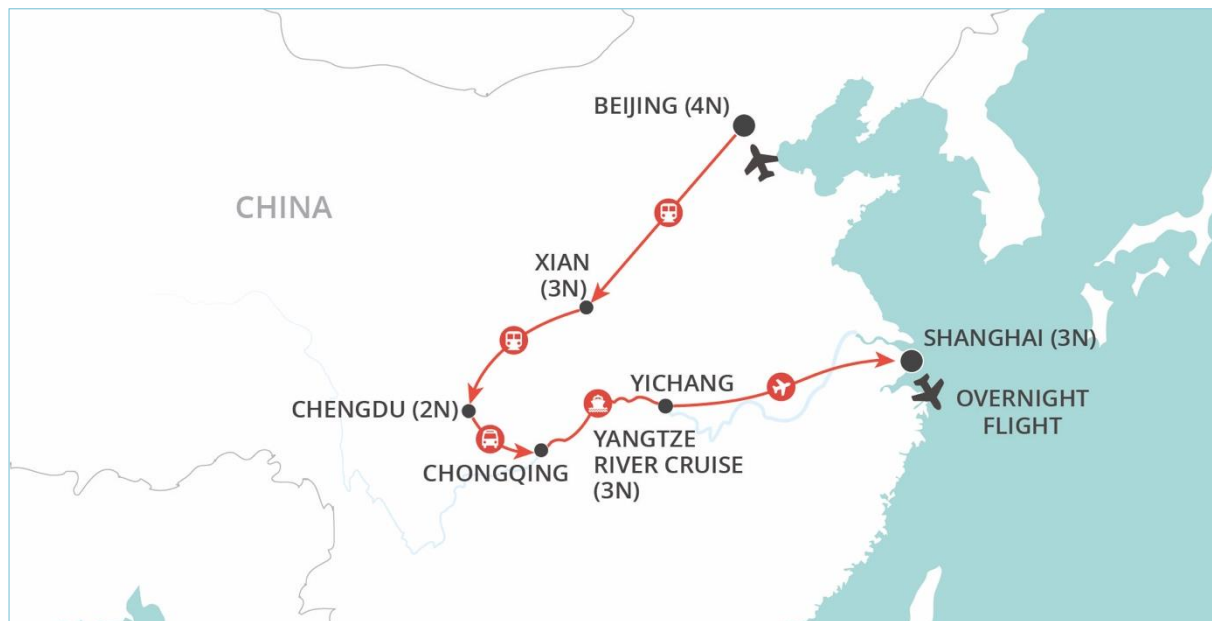 BEIJING (4N)
CHINA
XIAN
(3N)
SHANGHAI (3N)
YICHANG
OVERNIGHT
FLIGHT
CHENGDU (2N)
YANGTZE
RIVER CRUISE
(3N)
CHONGQING